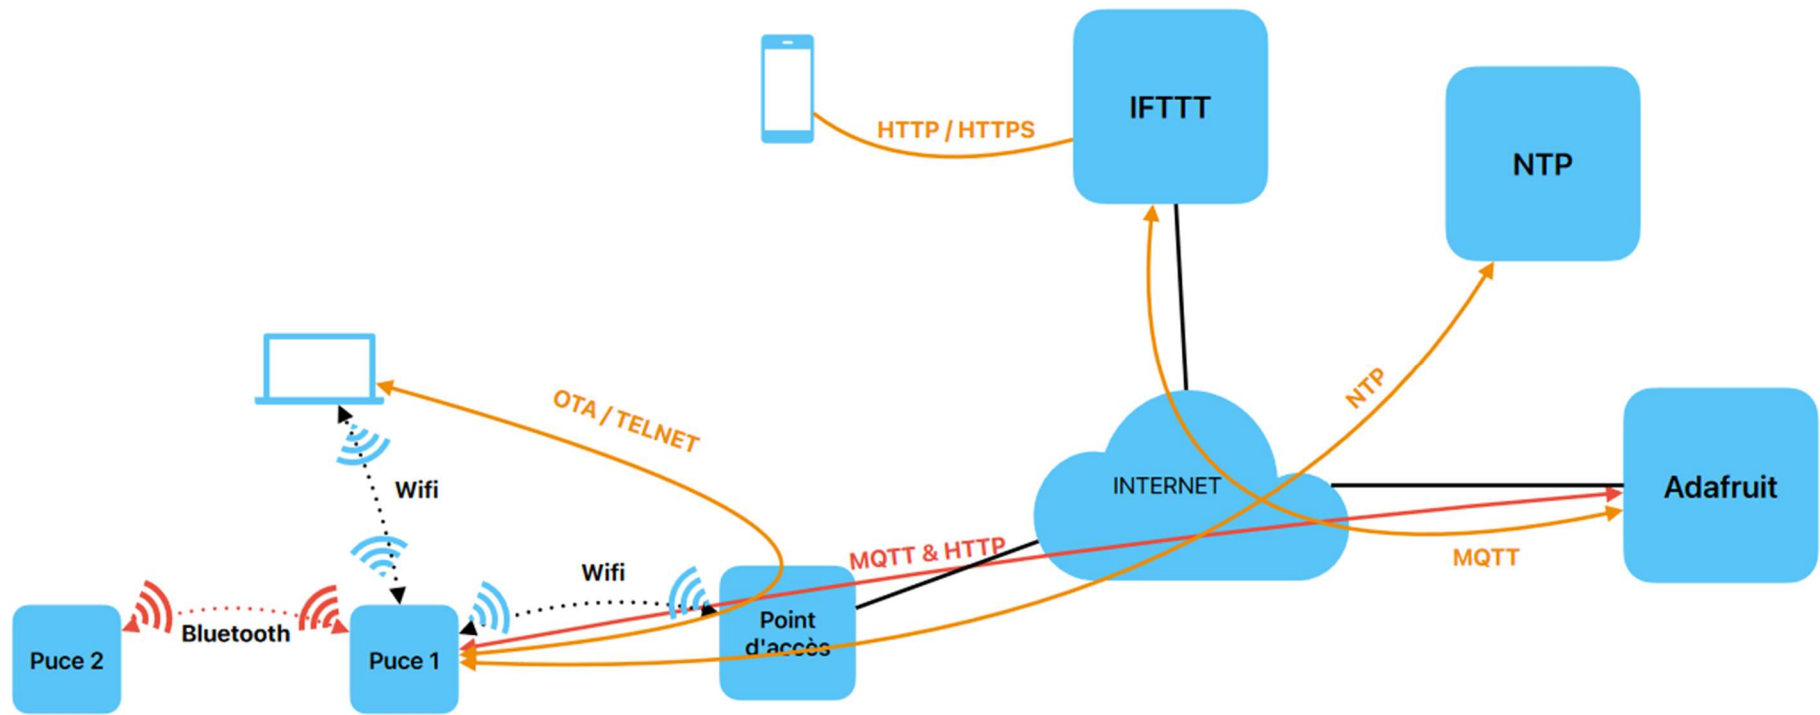 IFTTT
HTTP / HTTPS
NTP
OTA / TELNET
NTP
Wifi
INTERNET
Adafruit
MQTT & HTTP
MQTT
Wifi
Bluetooth
Point
d'accès
Puce 2
Puce 1